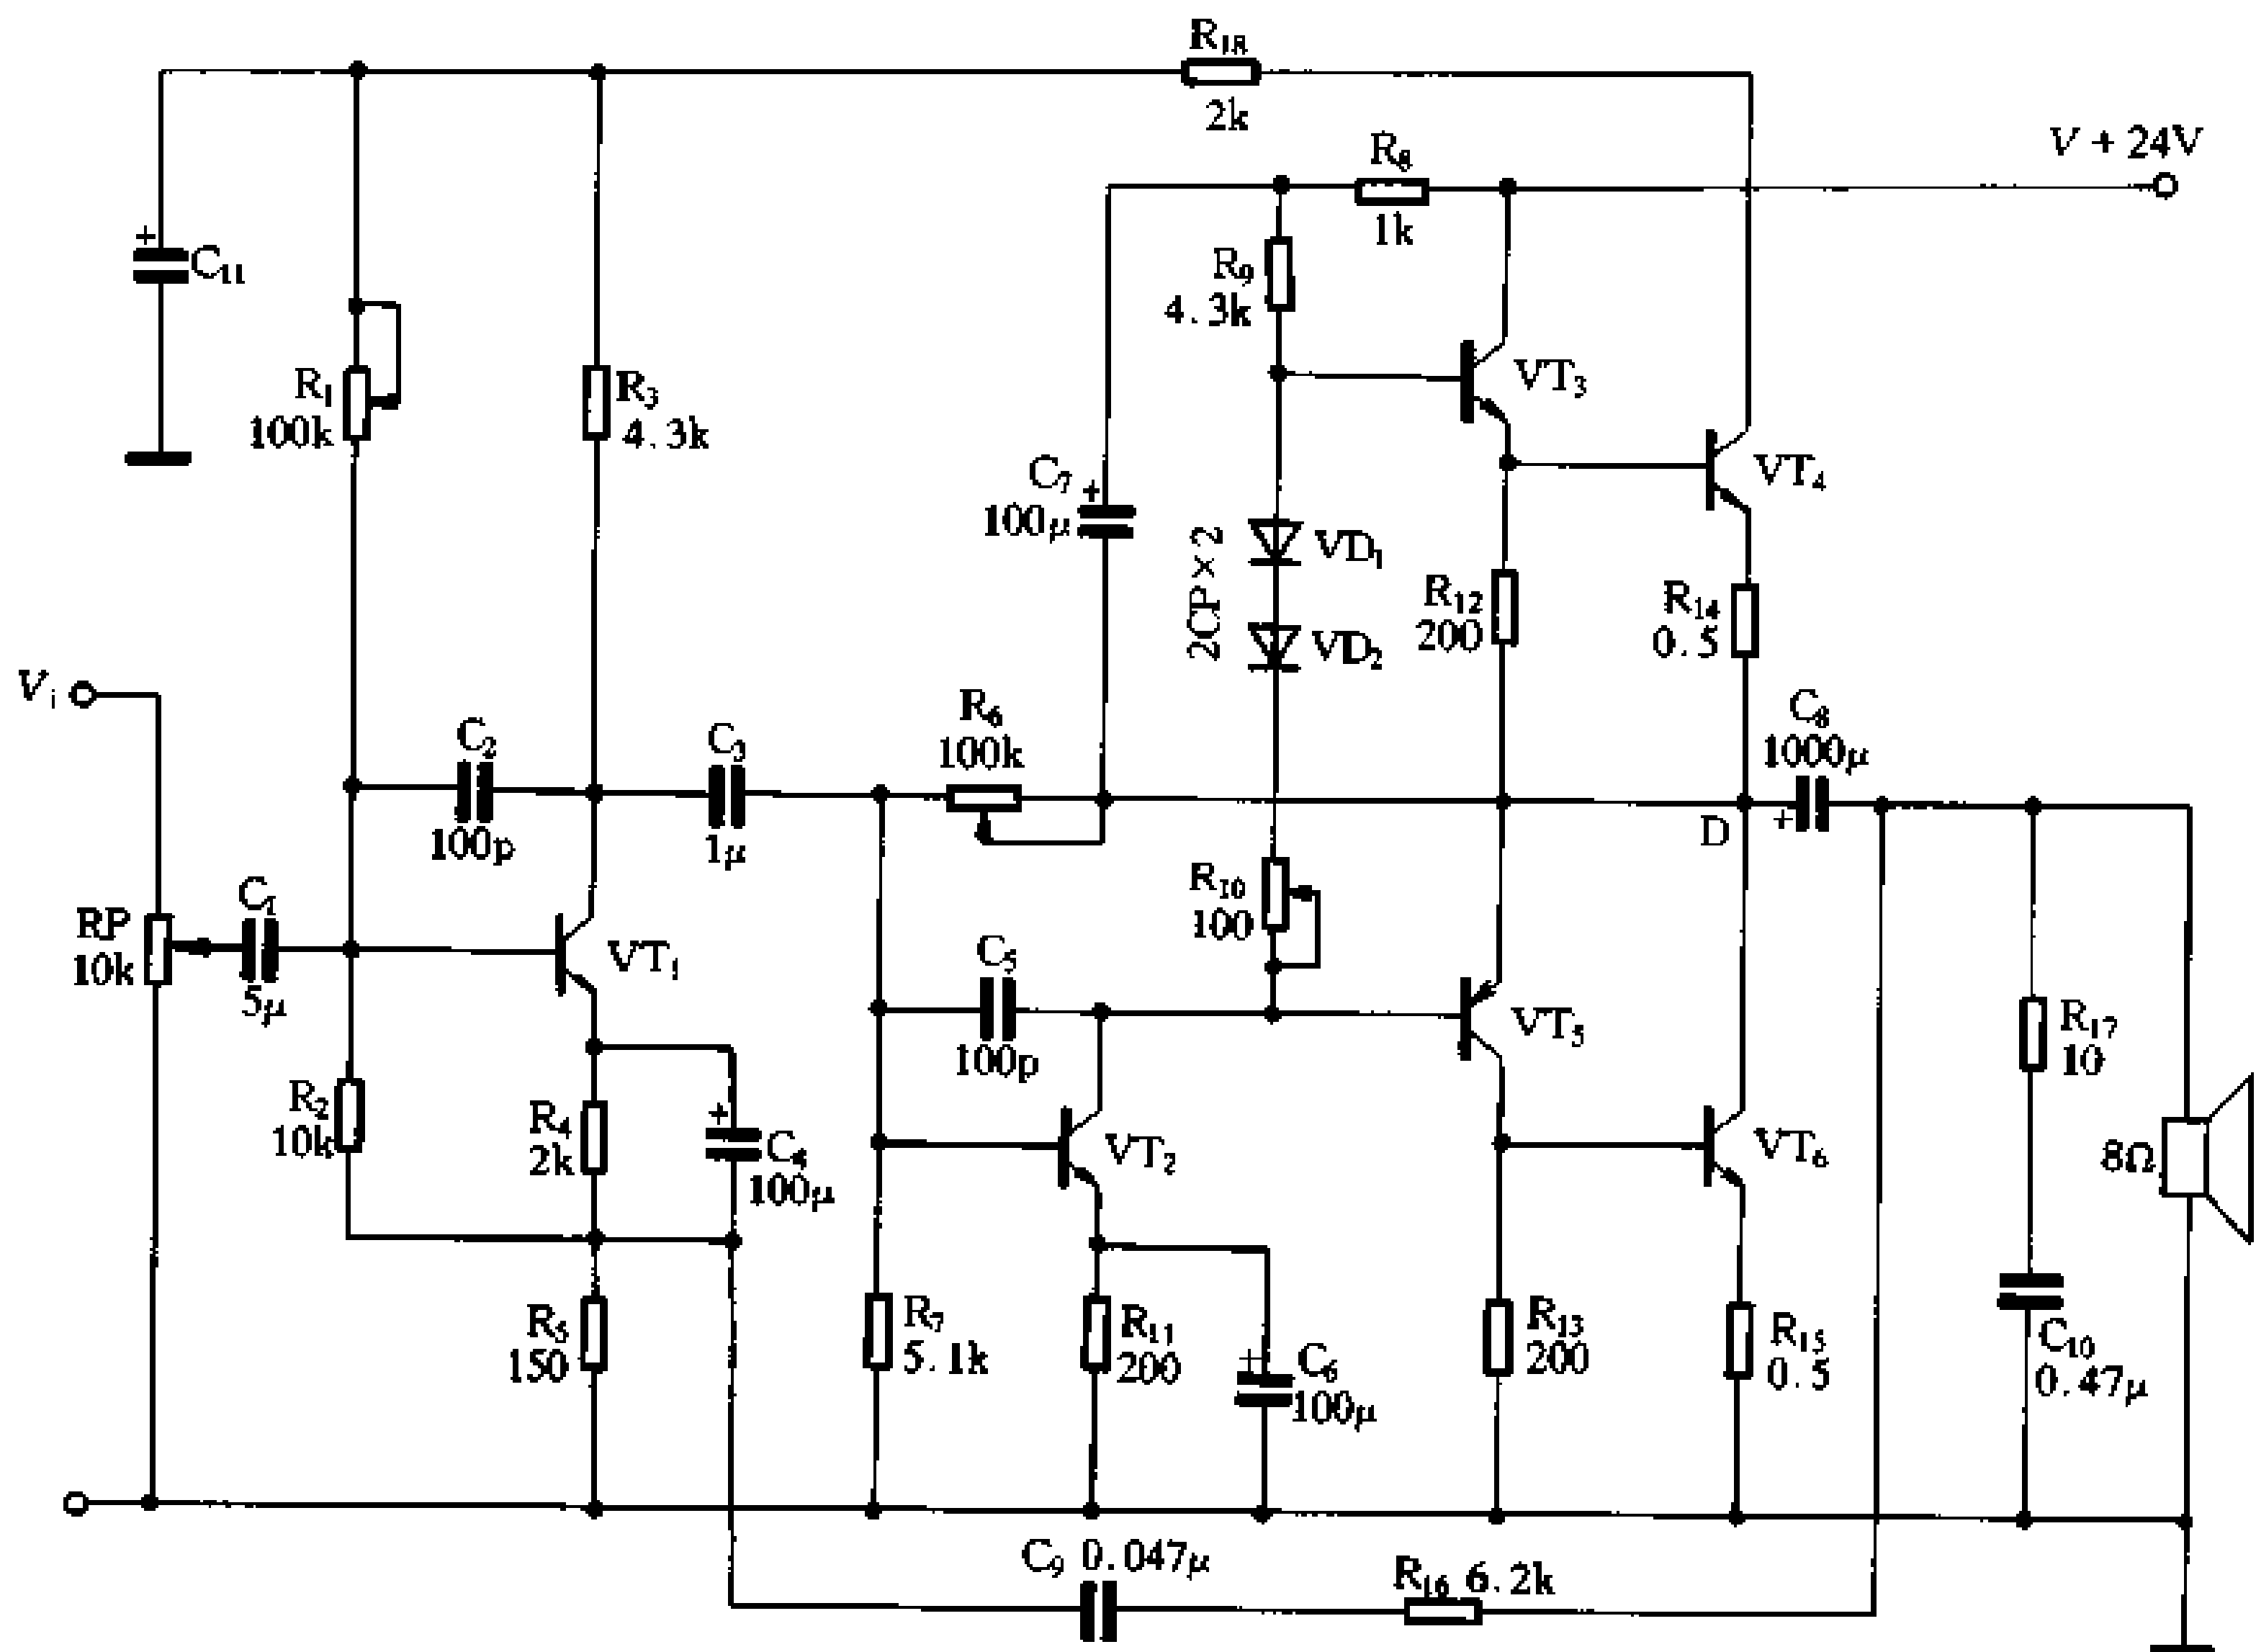 R₁₈
2k
V + 24V
R₈
1k
C₁₁
R₉
4.3k
R₁
100k
R₃
4.3k
VT₃
C₇
100μ
VT₄
2CP×2
VD₁
VD₂
R₁₂
200
R₁₄
0.5
Vᵢ
C₂
100p
C₃
1μ
R₆
100k
C₈
1000μ
D
RP
10k
C₁
5μ
VT₁
R₁₀
100
C₅
100p
VT₅
R₁₇
10
R₂
10k
R₄
2k
C₄
100μ
VT₂
VT₆
8Ω
R₅
150
R₇
5.1k
R₁₁
200
C₆
100μ
R₁₃
200
R₁₅
0.5
C₁₀
0.47μ
C₉ 0.047μ
R₁₆ 6.2k